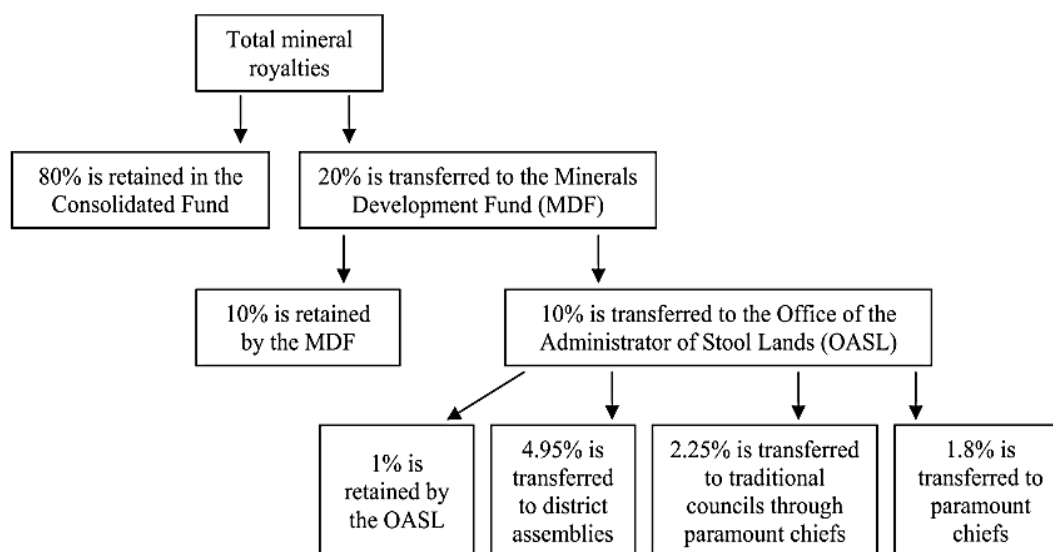 Total mineral
royalties
80% is retained in the
Consolidated Fund
20% is transferred to the Minerals
Development Fund (MDF)
10% is retained
by the MDF
10% is transferred to the Office of the
Administrator of Stool Lands (OASL)
1% is
retained by
the OASL
4.95% is
transferred
to district
assemblies
2.25% is transferred
to traditional
councils through
paramount chiefs
1.8% is
transferred to
paramount
chiefs